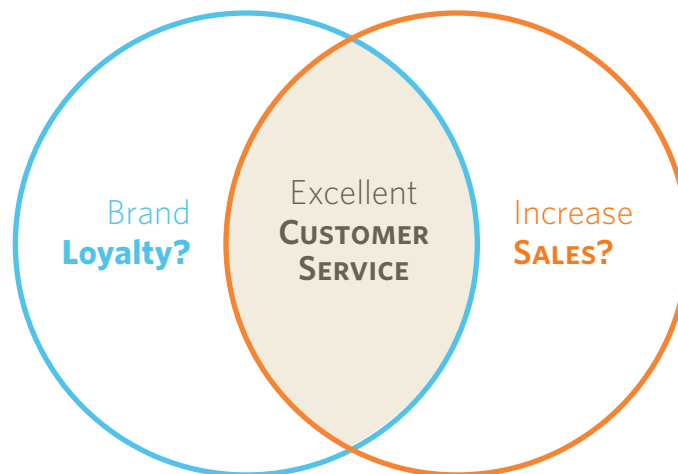 Brand
Loyalty?
Excellent
CUSTOMER
SERVICE
Increase
SALES?